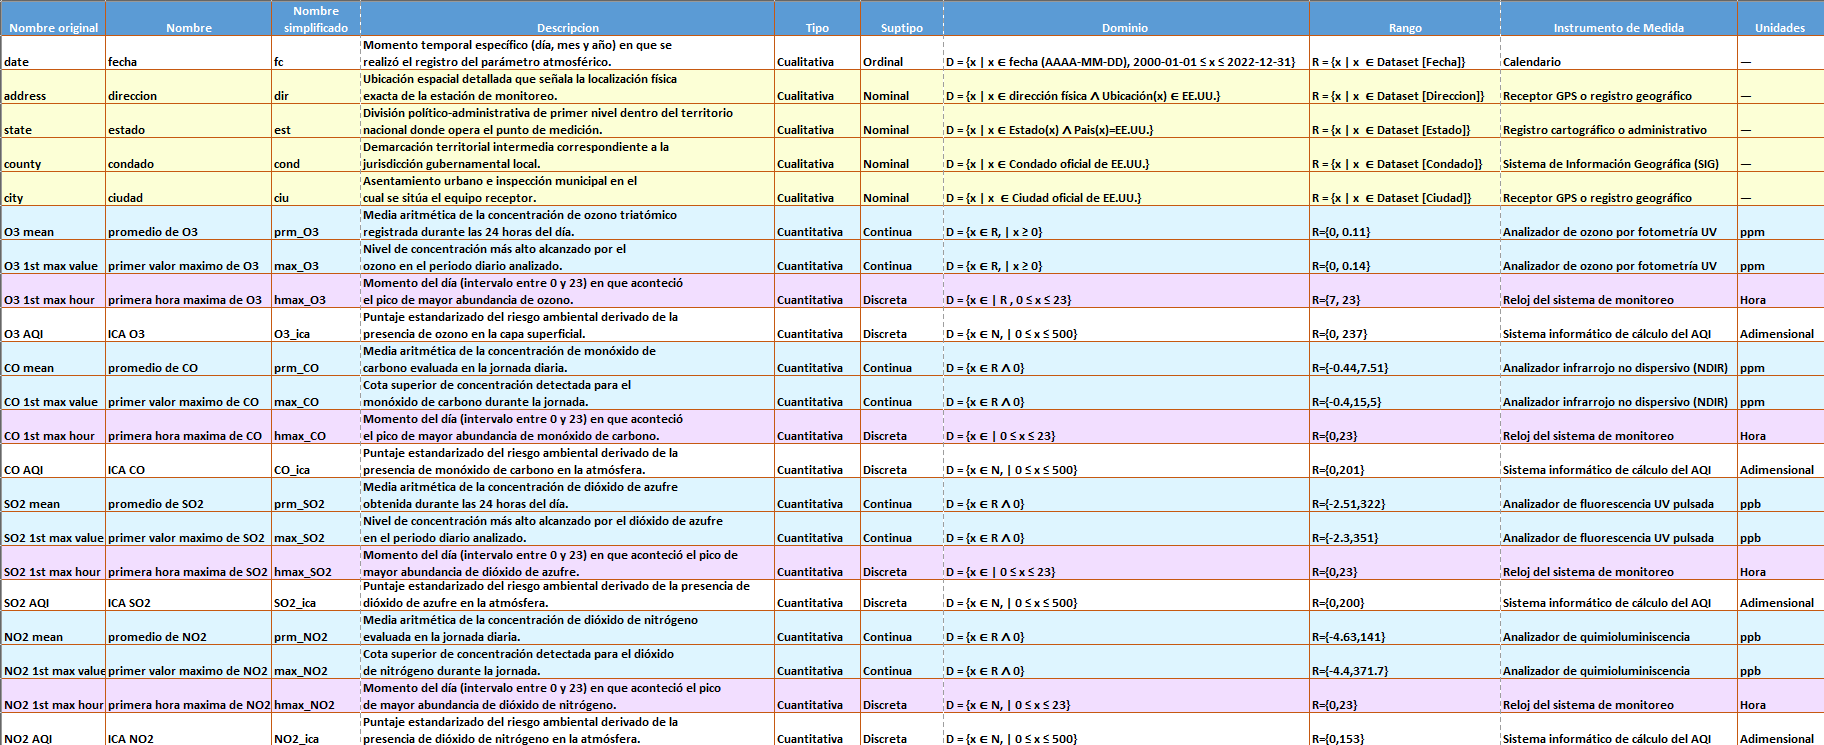 Nombre original | Nombre | Nombre simplificado | Descripcion | Tipo | Suptipo | Dominio | Rango | Instrumento de Medida | Unidades
date | fecha | fc | Momento temporal específico (día, mes y año) en que se realizó el registro del parámetro atmosférico. | Cualitativa | Ordinal | D = {x | x ∈ fecha (AAAA-MM-DD), 2000-01-01 ≤ x ≤ 2022-12-31} | R = {x | x ∈ Dataset [Fecha]} | Calendario | —
address | direccion | dir | Ubicación espacial detallada que señala la localización física exacta de la estación de monitoreo. | Cualitativa | Nominal | D = {x | x ∈ dirección física ∧ Ubicación(x) ∈ EE.UU.} | R = {x | x ∈ Dataset [Direccion]} | Receptor GPS o registro geográfico | —
state | estado | est | División político-administrativa de primer nivel dentro del territorio nacional donde opera el punto de medición. | Cualitativa | Nominal | D = {x | x ∈ Estado(x) ∧ Pais(x)=EE.UU.} | R = {x | x ∈ Dataset [Estado]} | Registro cartográfico o administrativo | —
county | condado | cond | Demarcación territorial intermedia correspondiente a la jurisdicción gubernamental local. | Cualitativa | Nominal | D = {x | x ∈ Condado oficial de EE.UU.} | R = {x | x ∈ Dataset [Condado]} | Sistema de Información Geográfica (SIG) | —
city | ciudad | ciu | Asentamiento urbano e inspección municipal en el cual se sitúa el equipo receptor. | Cualitativa | Nominal | D = {x | x ∈ Ciudad oficial de EE.UU.} | R = {x | x ∈ Dataset [Ciudad]} | Receptor GPS o registro geográfico | —
O3 mean | promedio de O3 | prm_O3 | Media aritmética de la concentración de ozono triatómico registrada durante las 24 horas del día. | Cuantitativa | Continua | D = {x ∈ R, | x ≥ 0} | R={0, 0.11} | Analizador de ozono por fotometría UV | ppm
O3 1st max value | primer valor maximo de O3 | max_O3 | Nivel de concentración más alto alcanzado por el ozono en el periodo diario analizado. | Cuantitativa | Continua | D = {x ∈ R, | x ≥ 0} | R={0, 0.14} | Analizador de ozono por fotometría UV | ppm
O3 1st max hour | primera hora maxima de O3 | hmax_O3 | Momento del día (intervalo entre 0 y 23) en que aconteció el pico de mayor abundancia de ozono. | Cuantitativa | Discreta | D = {x ∈ | R , 0 ≤ x ≤ 23} | R={7, 23} | Reloj del sistema de monitoreo | Hora
O3 AQI | ICA O3 | O3_ica | Puntaje estandarizado del riesgo ambiental derivado de la presencia de ozono en la capa superficial. | Cuantitativa | Discreta | D = {x ∈ N, | 0 ≤ x ≤ 500} | R={0, 237} | Sistema informático de cálculo del AQI | Adimensional
CO mean | promedio de CO | prm_CO | Media aritmética de la concentración de monóxido de carbono evaluada en la jornada diaria. | Cuantitativa | Continua | D = {x ∈ R ∧ 0} | R={-0.44,7.51} | Analizador infrarrojo no dispersivo (NDIR) | ppm
CO 1st max value | primer valor maximo de CO | max_CO | Cota superior de concentración detectada para el monóxido de carbono durante la jornada. | Cuantitativa | Continua | D = {x ∈ R ∧ 0} | R={-0.4,15,5} | Analizador infrarrojo no dispersivo (NDIR) | ppm
CO 1st max hour | primera hora maxima de CO | hmax_CO | Momento del día (intervalo entre 0 y 23) en que aconteció el pico de mayor abundancia de monóxido de carbono. | Cuantitativa | Discreta | D = {x ∈ | 0 ≤ x ≤ 23} | R={0,23} | Reloj del sistema de monitoreo | Hora
CO AQI | ICA CO | CO_ica | Puntaje estandarizado del riesgo ambiental derivado de la presencia de monóxido de carbono en la atmósfera. | Cuantitativa | Discreta | D = {x ∈ N, | 0 ≤ x ≤ 500} | R={0,201} | Sistema informático de cálculo del AQI | Adimensional
SO2 mean | promedio de SO2 | prm_SO2 | Media aritmética de la concentración de dióxido de azufre obtenida durante las 24 horas del día. | Cuantitativa | Continua | D = {x ∈ R ∧ 0} | R={-2.51,322} | Analizador de fluorescencia UV pulsada | ppb
SO2 1st max value | primer valor maximo de SO2 | max_SO2 | Nivel de concentración más alto alcanzado por el dióxido de azufre en el periodo diario analizado. | Cuantitativa | Continua | D = {x ∈ R ∧ 0} | R={-2.3,351} | Analizador de fluorescencia UV pulsada | ppb
SO2 1st max hour | primera hora maxima de SO2 | hmax_SO2 | Momento del día (intervalo entre 0 y 23) en que aconteció el pico de mayor abundancia de dióxido de azufre. | Cuantitativa | Discreta | D = {x ∈ | 0 ≤ x ≤ 23} | R={0,23} | Reloj del sistema de monitoreo | Hora
SO2 AQI | ICA SO2 | SO2_ica | Puntaje estandarizado del riesgo ambiental derivado de la presencia de dióxido de azufre en la atmósfera. | Cuantitativa | Discreta | D = {x ∈ N, | 0 ≤ x ≤ 500} | R={0,200} | Sistema informático de cálculo del AQI | Adimensional
NO2 mean | promedio de NO2 | prm_NO2 | Media aritmética de la concentración de dióxido de nitrógeno evaluada en la jornada diaria. | Cuantitativa | Continua | D = {x ∈ R ∧ 0} | R={-4.63,141} | Analizador de quimioluminiscencia | ppb
NO2 1st max value | primer valor maximo de NO2 | max_NO2 | Cota superior de concentración detectada para el dióxido de nitrógeno durante la jornada. | Cuantitativa | Continua | D = {x ∈ R ∧ 0} | R={-4.4,371.7} | Analizador de quimioluminiscencia | ppb
NO2 1st max hour | primera hora maxima de NO2 | hmax_NO2 | Momento del día (intervalo entre 0 y 23) en que aconteció el pico de mayor abundancia de dióxido de nitrógeno. | Cuantitativa | Discreta | D = {x ∈ N, | 0 ≤ x ≤ 23} | R={0,23} | Reloj del sistema de monitoreo | Hora
NO2 AQI | ICA NO2 | NO2_ica | Puntaje estandarizado del riesgo ambiental derivado de la presencia de dióxido de nitrógeno en la atmósfera. | Cuantitativa | Discreta | D = {x ∈ N, | 0 ≤ x ≤ 500} | R={0,153} | Sistema informático de cálculo del AQI | Adimensional